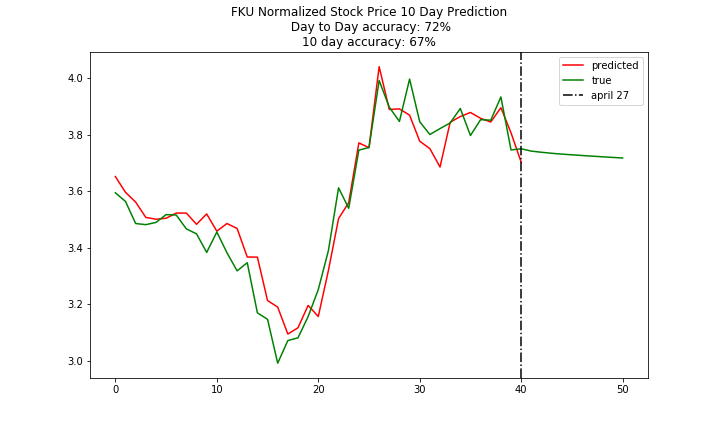 FKU Normalized Stock Price 10 Day Prediction
Day to Day accuracy: 72%
10 day accuracy: 67%
predicted
true
april 27
4.0
3.8
3.6
3.4
3.2
3.0
0 10 20 30 40 50